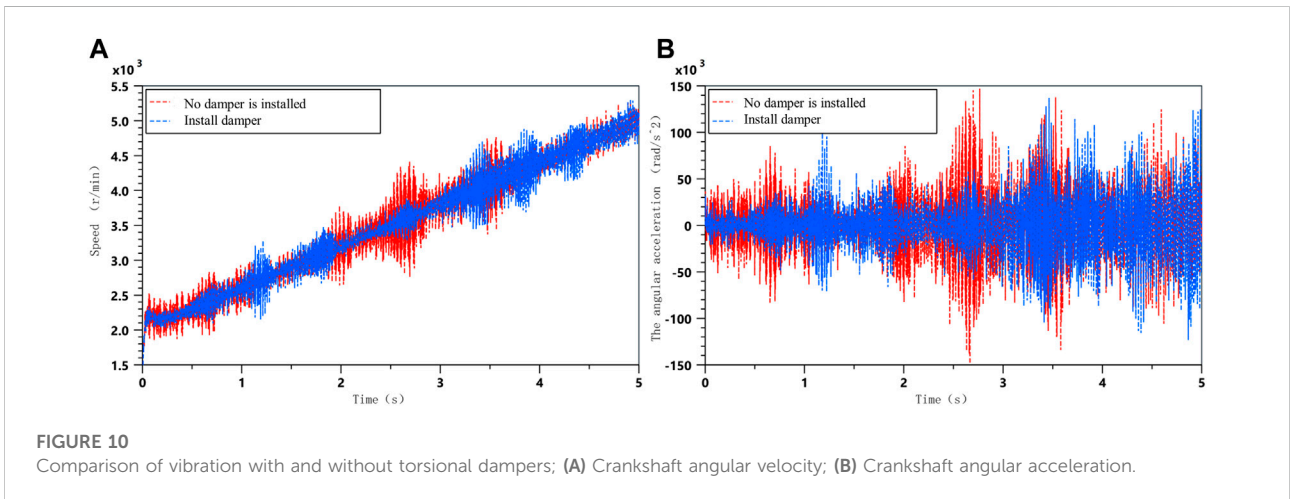 A
×10³
5.5
5.0
4.5
4.0
3.5
3.0
2.5
2.0
1.5
Speed (r/min)
No damper is installed
Install damper
0 1 2 3 4 5
Time (s)
B
×10³
150
100
50
0
-50
-100
-150
The angular acceleration (rad/s^2)
No damper is installed
Install damper
0 1 2 3 4 5
Time (s)
FIGURE 10
Comparison of vibration with and without torsional dampers; (A) Crankshaft angular velocity; (B) Crankshaft angular acceleration.